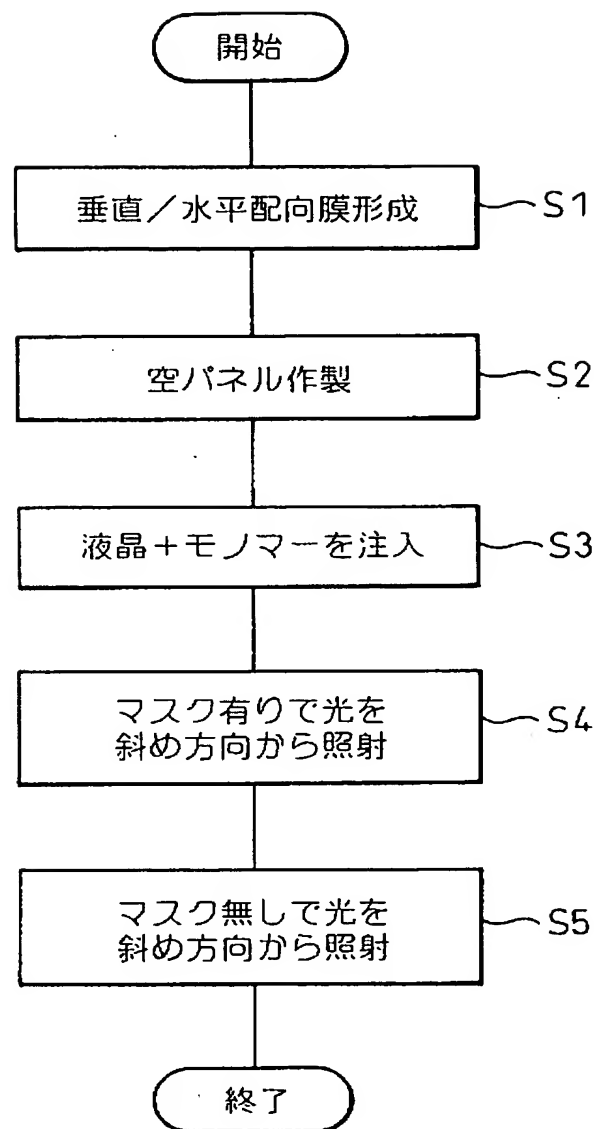 開始
垂直／水平配向膜形成
S1
空パネル作製
S2
液晶＋モノマーを注入
S3
マスク有りで光を
斜め方向から照射
S4
マスク無しで光を
斜め方向から照射
S5
終了